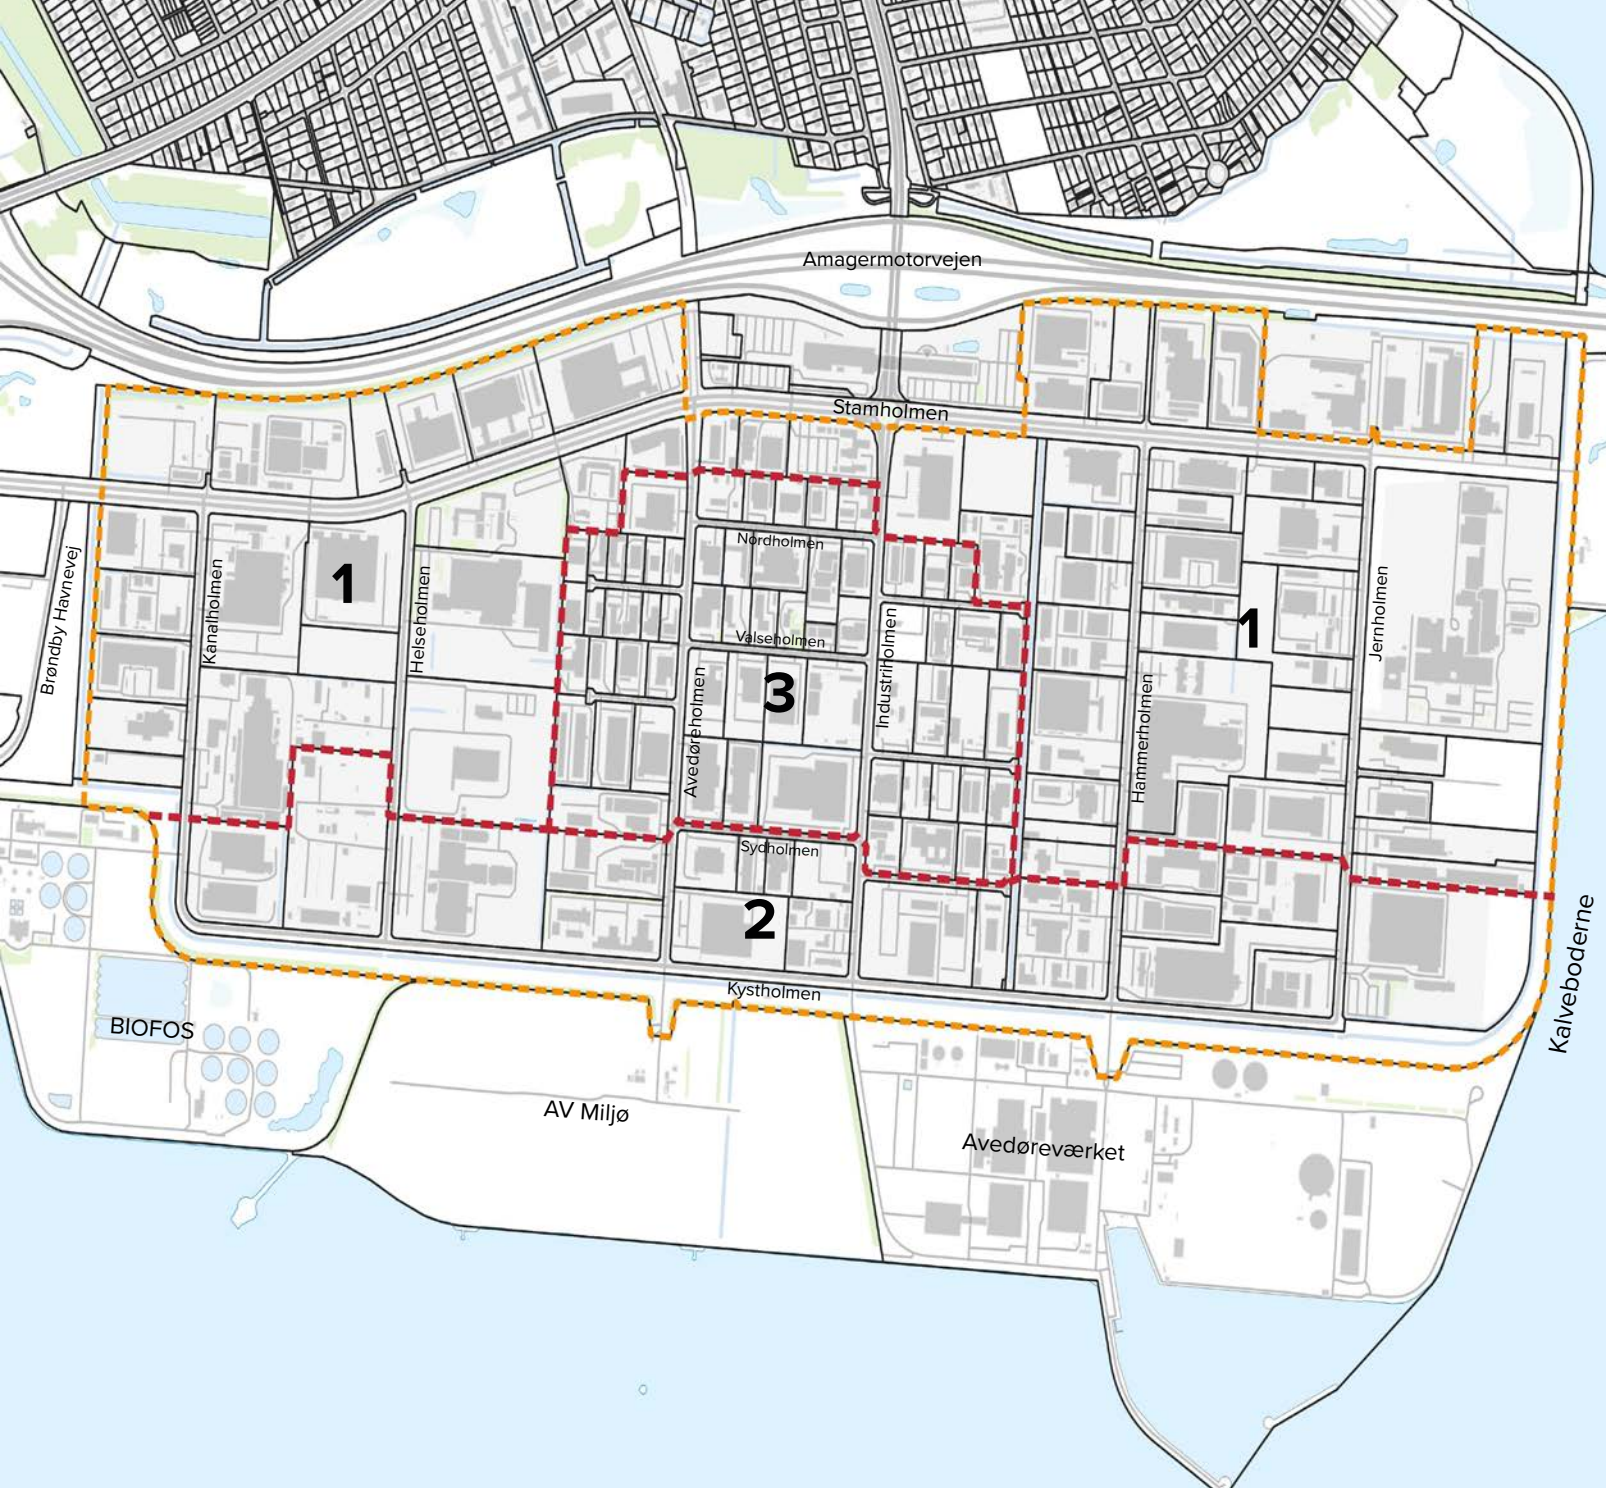 Amagermotorvejen
Stamholmen
Nordholmen
Brøndby Havnevej
Kanalholmen
1
Helseholmen
Valseholmen
Industriholmen
1
Jernholmen
Avedøreholmen
3
Hammerholmen
Sydholmen
2
Kystholmen
Kalveboderne
BIOFOS
AV Miljø
Avedøreværket